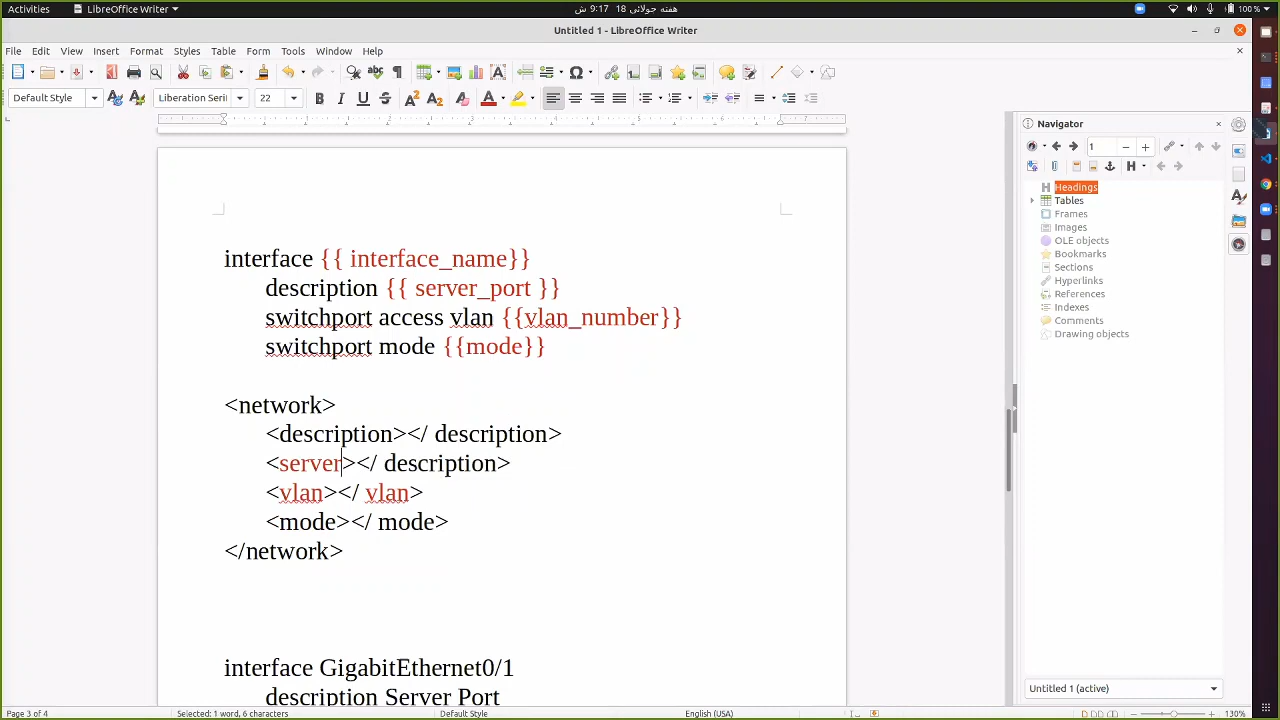 Activities
LibreOffice Writer
هفته جولائی 18 9:17 ش
100 %
Untitled 1 - LibreOffice Writer
File Edit View Insert Format Styles Table Form Tools Window Help
Default Style
Liberation Seri
22
Navigator
1
Headings
Tables
Frames
Images
OLE objects
Bookmarks
Sections
Hyperlinks
References
Indexes
Comments
Drawing objects
interface {{ interface_name}}
description {{ server_port }}
switchport access vlan {{vlan_number}}
switchport mode {{mode}}
<network>
<description></ description>
<server></ description>
<vlan></ vlan>
<mode></ mode>
</network>
interface GigabitEthernet0/1
description Server Port
Untitled 1 (active)
Page 3 of 4
Selected: 1 word, 6 characters
Default Style
English (USA)
130%